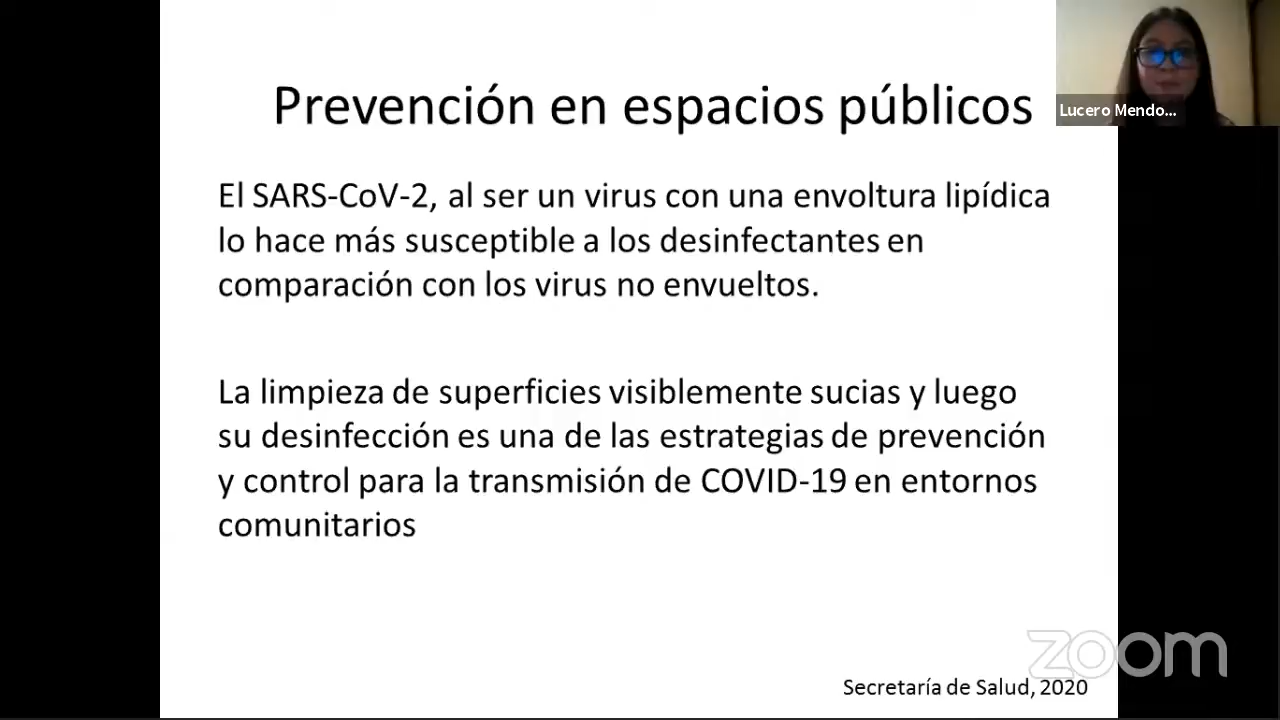 Prevención en espacios públicos
Lucero Mendo...
El SARS-CoV-2, al ser un virus con una envoltura lipídica
lo hace más susceptible a los desinfectantes en
comparación con los virus no envueltos.
La limpieza de superficies visiblemente sucias y luego
su desinfección es una de las estrategias de prevención
y control para la transmisión de COVID-19 en entornos
comunitarios
zoom
Secretaría de Salud, 2020